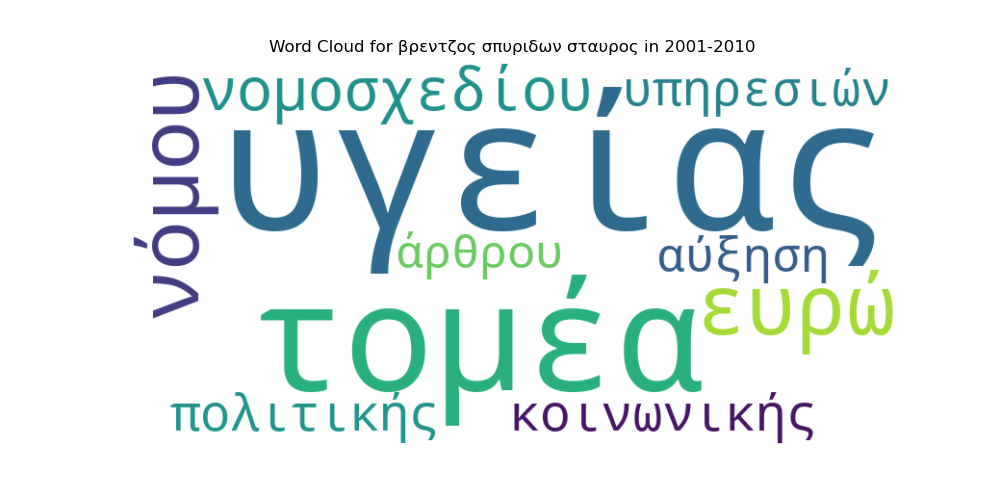 Word Cloud for βρεντζος σπυριδων σταυρος in 2001-2010
νομοσχεδίου
υπηρεσιών
νόμου
υγείας
άρθρου
αύξηση
τομέα
ευρώ
πολιτικής
κοινωνικής